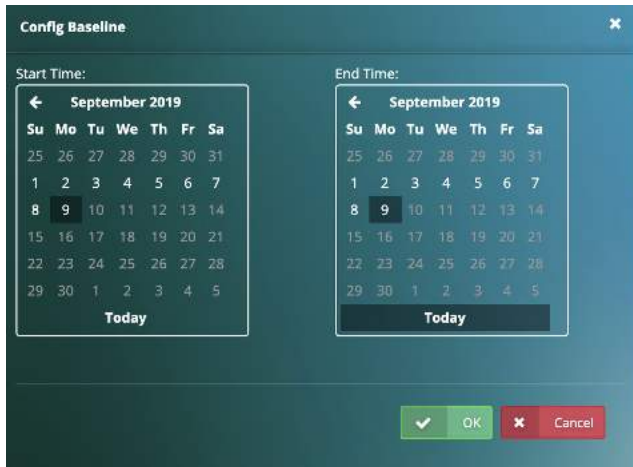 Config Baseline
Start Time:
September 2019
Su Mo Tu We Th Fr Sa
25 26 27 28 29 30 31
1 2 3 4 5 6 7
8 9 10 11 12 13 14
15 16 17 18 19 20 21
22 23 24 25 26 27 28
29 30 1 2 3 4 5
Today
End Time:
September 2019
Su Mo Tu We Th Fr Sa
25 26 27 28 29 30 31
1 2 3 4 5 6 7
8 9 10 11 12 13 14
15 16 17 18 19 20 21
22 23 24 25 26 27 28
29 30 1 2 3 4 5
Today
OK
Cancel